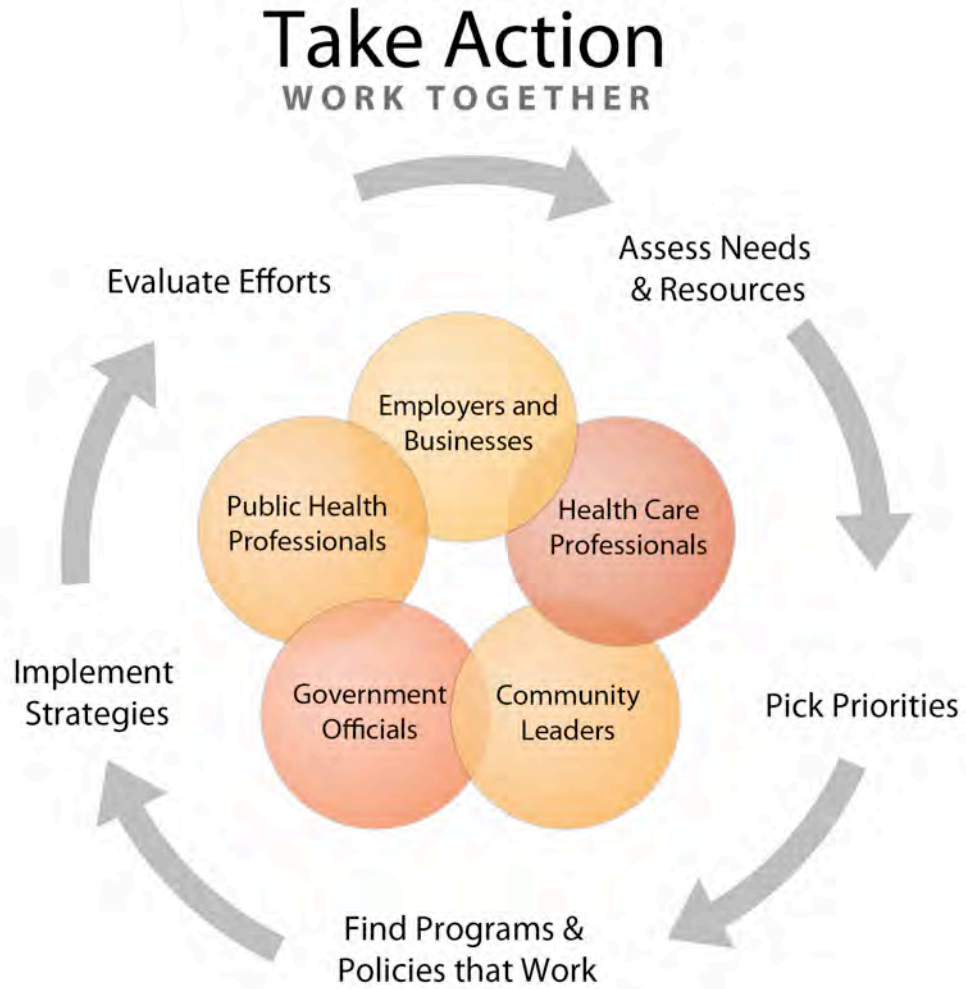 Take Action
WORK TOGETHER
Assess Needs
& Resources
Pick Priorities
Find Programs &
Policies that Work
Implement
Strategies
Evaluate Efforts
Employers and
Businesses
Health Care
Professionals
Community
Leaders
Government
Officials
Public Health
Professionals